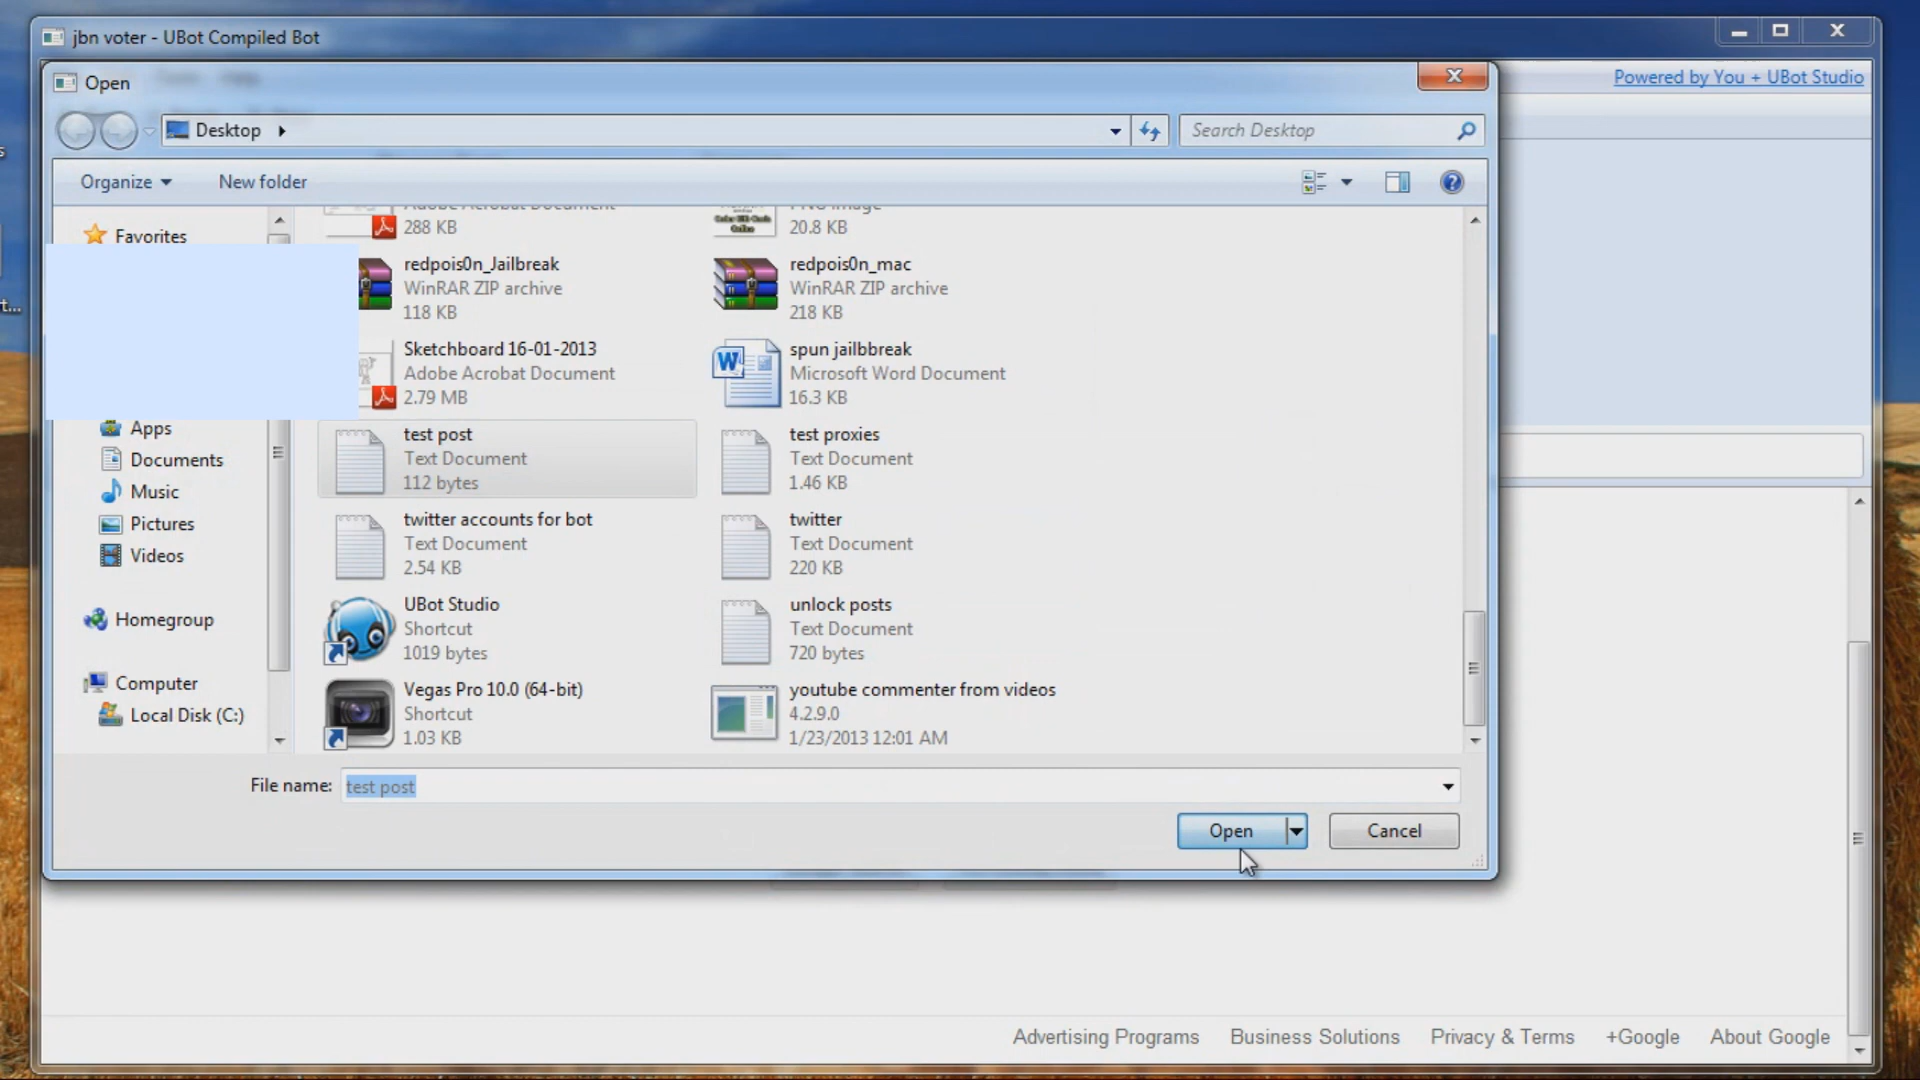 jbn voter - UBot Compiled Bot
Open
Powered by You + UBot Studio
Desktop
Search Desktop
Organize
New folder
Favorites
288 KB
20.8 KB
redpois0n_Jailbreak
WinRAR ZIP archive
118 KB
redpois0n_mac
WinRAR ZIP archive
218 KB
Sketchboard 16-01-2013
Adobe Acrobat Document
2.79 MB
spun jailbbreak
Microsoft Word Document
16.3 KB
Apps
Documents
Music
Pictures
Videos
Homegroup
Computer
Local Disk (C:)
test post
Text Document
112 bytes
test proxies
Text Document
1.46 KB
twitter accounts for bot
Text Document
2.54 KB
twitter
Text Document
220 KB
UBot Studio
Shortcut
1019 bytes
unlock posts
Text Document
720 bytes
Vegas Pro 10.0 (64-bit)
Shortcut
1.03 KB
youtube commenter from videos
4.2.9.0
1/23/2013 12:01 AM
File name: test post
Open
Cancel
Advertising Programs Business Solutions Privacy & Terms +Google About Google